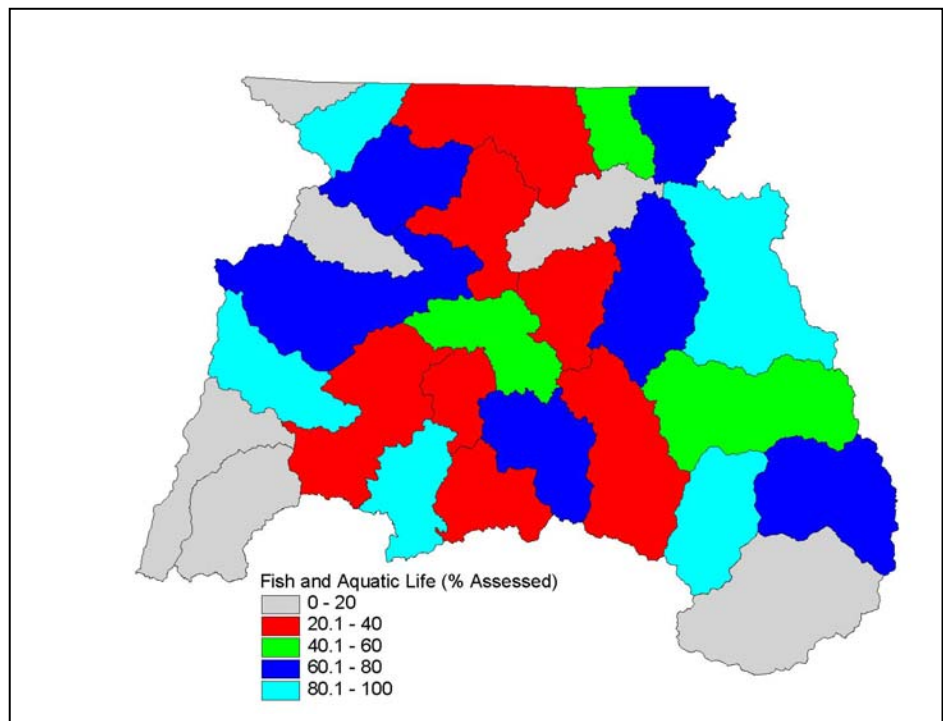 Fish and Aquatic Life (% Assessed)
0 - 20
20.1 - 40
40.1 - 60
60.1 - 80
80.1 - 100